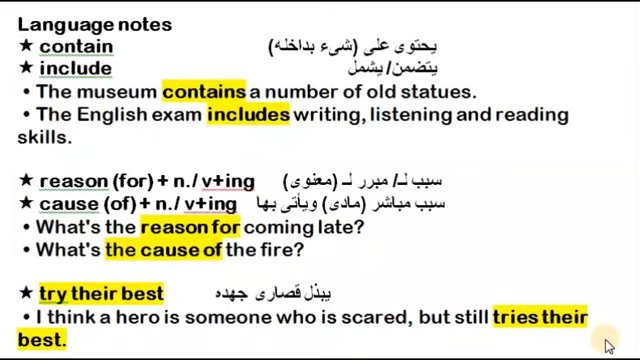 Language notes
★ contain يحتوى على (شىء بداخله)
★ include يتضمن/ يشمل
• The museum contains a number of old statues.
• The English exam includes writing, listening and reading
skills.
★ reason (for) + n./ v+ing سبب لـ/ مبرر لـ (معنوى)
★ cause (of) + n./ v+ing سبب مباشر (مادى) ويأتى بها
• What's the reason for coming late?
• What's the cause of the fire?
★ try their best يبذل قصارى جهده
• I think a hero is someone who is scared, but still tries their
best.